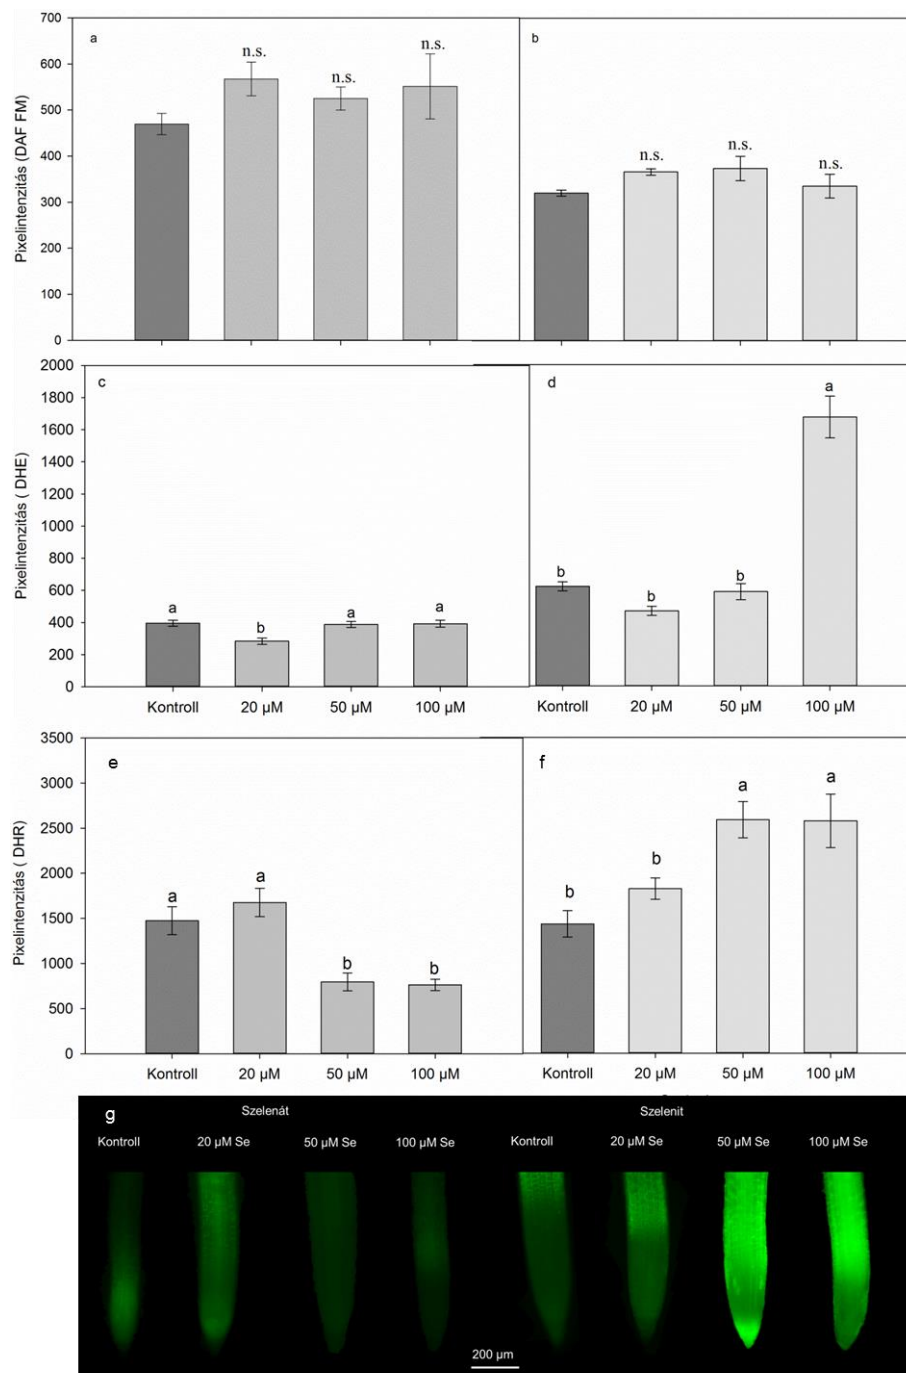 700
600
500
400
300
200
100
0
Pixelintenzitás (DAF FM)
a
n.s.
n.s.
n.s.
b
n.s.
n.s.
n.s.
2000
1800
1600
1400
1200
1000
800
600
400
200
0
Pixelintenzitás ( DHE)
c
a
b
a
a
d
b
b
b
a
Kontroll 20 µM 50 µM 100 µM Kontroll 20 µM 50 µM 100 µM
3500
3000
2500
2000
1500
1000
500
0
Pixelintenzitás ( DHR)
e
a
a
b
b
f
b
b
a
a
Kontroll 20 µM 50 µM 100 µM Kontroll 20 µM 50 µM 100 µM
g
Szelenát Szelenit
Kontroll 20 µM Se 50 µM Se 100 µM Se Kontroll 20 µM Se 50 µM Se 100 µM Se
200 µm